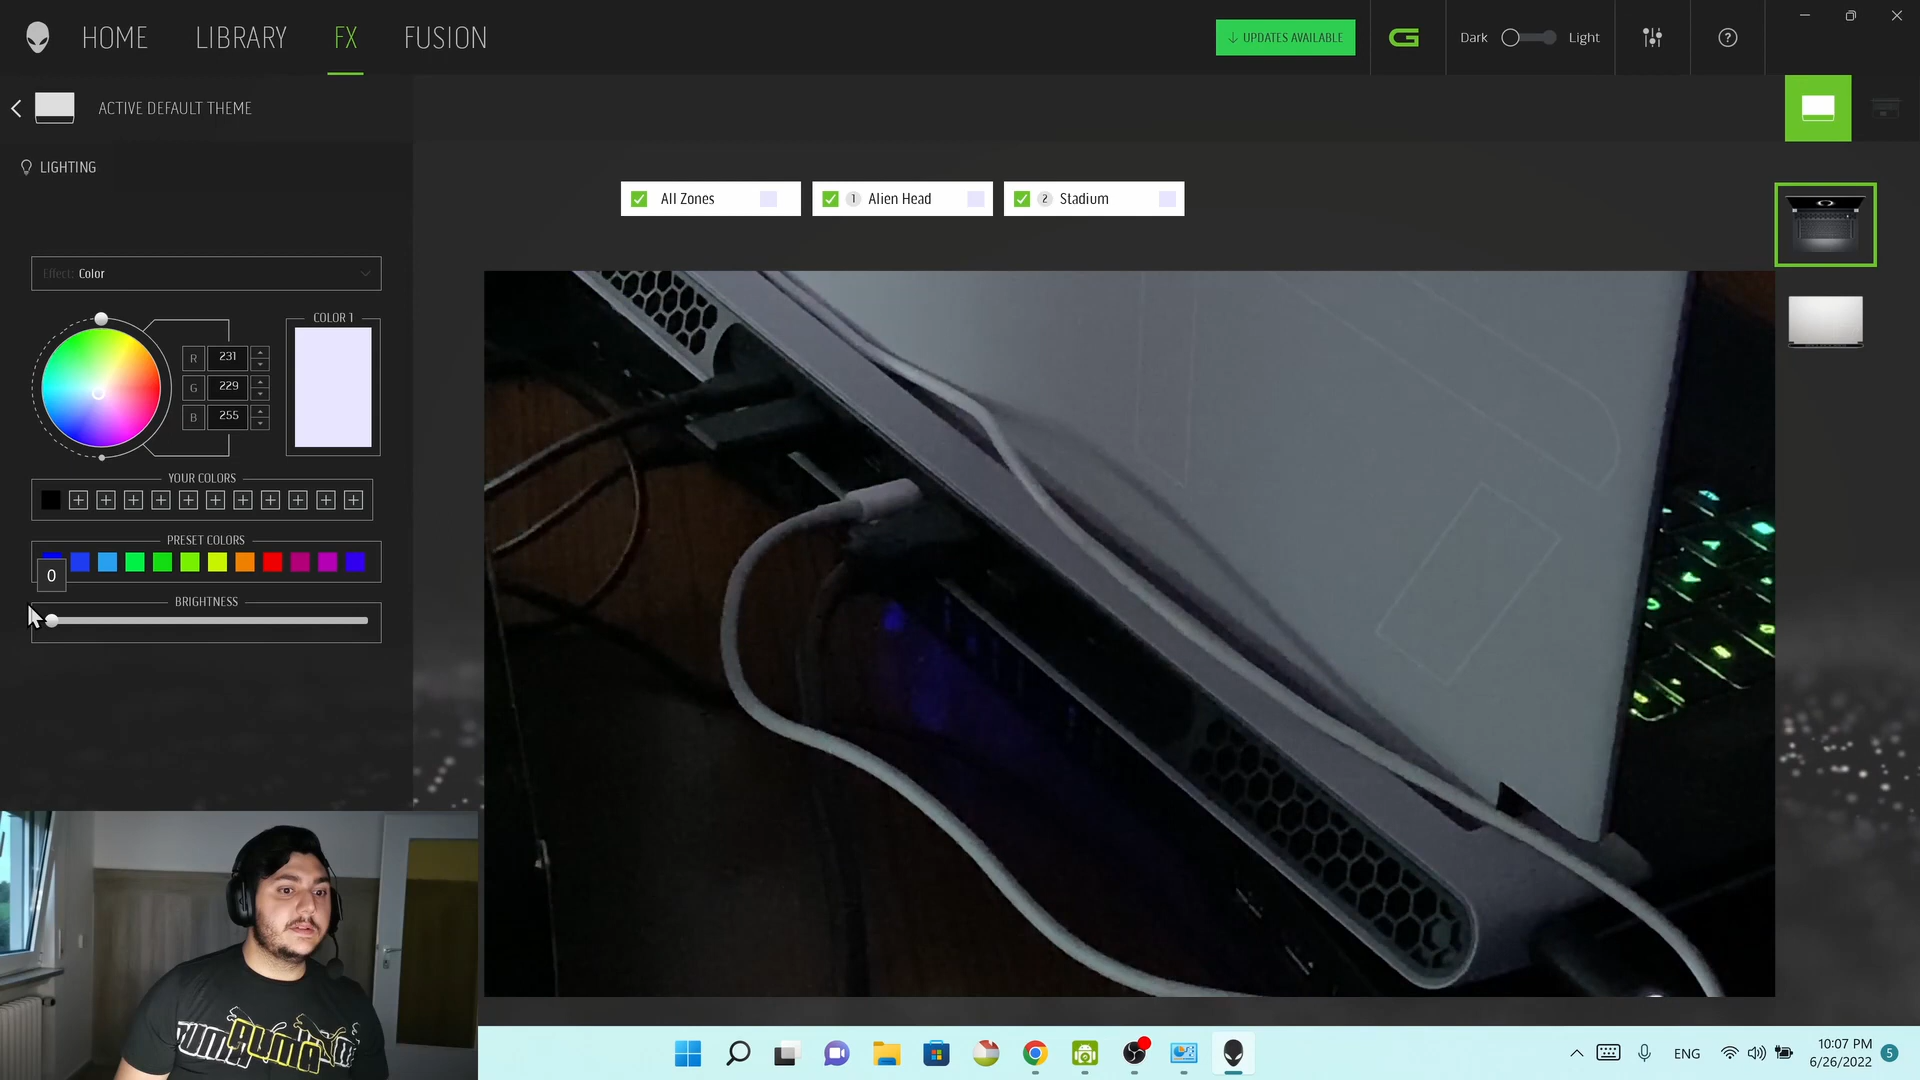 HOME LIBRARY FX FUSION
UPDATES AVAILABLE
Dark Light
?
ACTIVE DEFAULT THEME
LIGHTING
All Zones
1 Alien Head
2 Stadium
Effect: Color
COLOR 1
R 231
G 229
B 255
YOUR COLORS
PRESET COLORS
0
BRIGHTNESS
PUMA
ENG
10:07 PM
6/26/2022
5